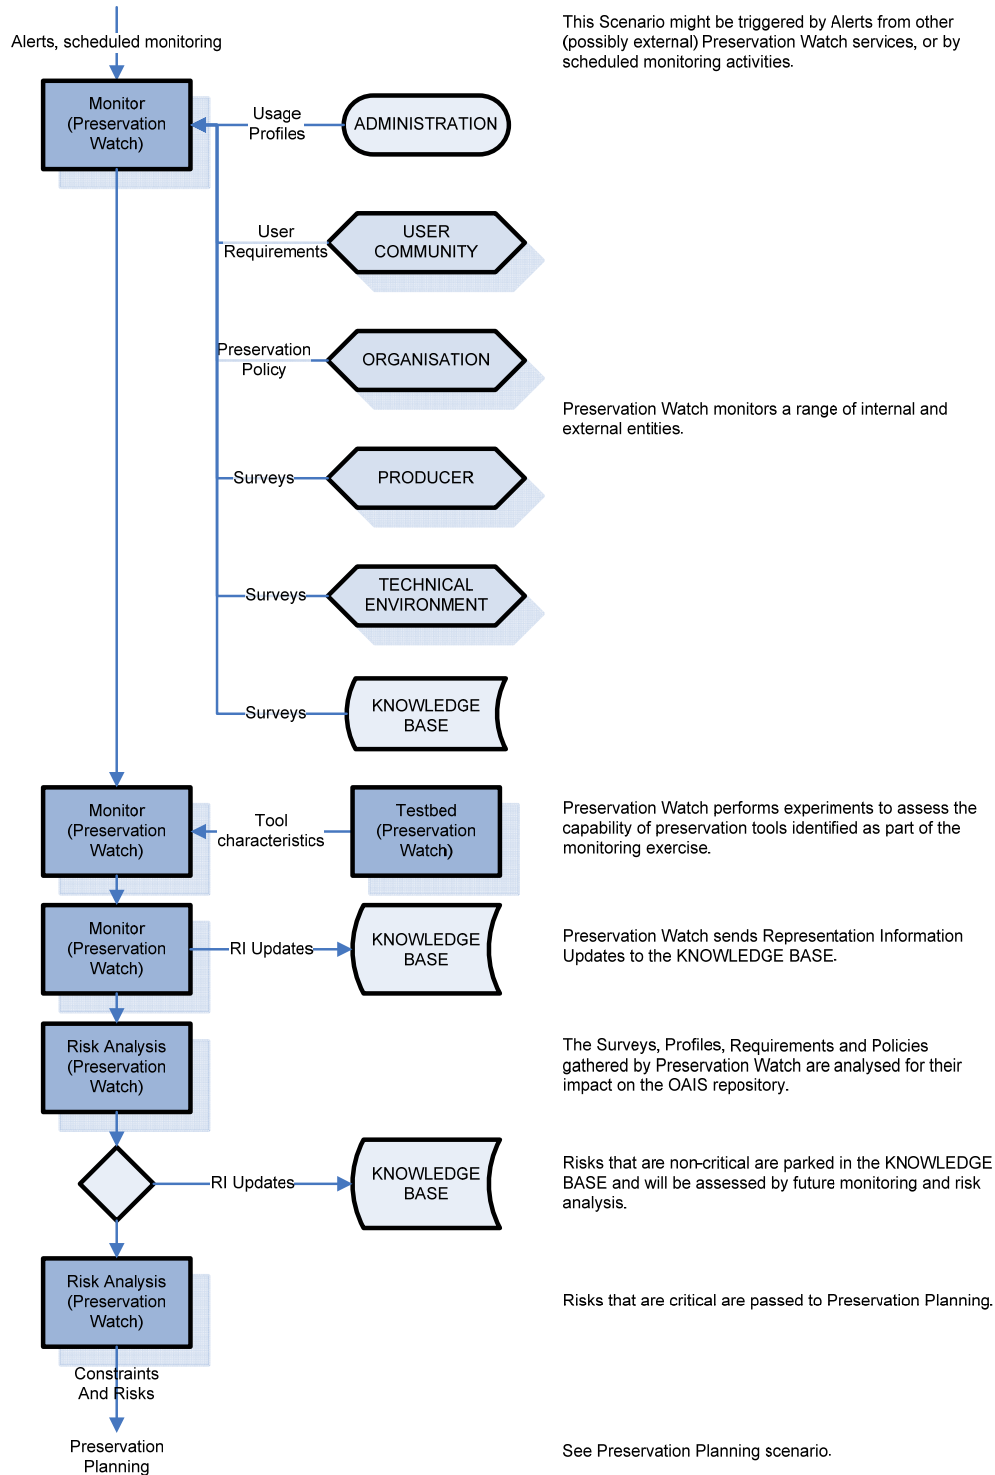 This Scenario might be triggered by Alerts from other
(possibly external) Preservation Watch services, or by
scheduled monitoring activities.
Alerts, scheduled monitoring
Monitor
(Preservation
Watch)
Usage
Profiles
ADMINISTRATION
User
Requirements
USER
COMMUNITY
Preservation
Policy
ORGANISATION
Preservation Watch monitors a range of internal and
external entities.
Surveys
PRODUCER
Surveys
TECHNICAL
ENVIRONMENT
Surveys
KNOWLEDGE
BASE
Monitor
(Preservation
Watch)
Tool
characteristics
Testbed
(Preservation
Watch)
Preservation Watch performs experiments to assess the
capability of preservation tools identified as part of the
monitoring exercise.
Monitor
(Preservation
Watch)
RI Updates
KNOWLEDGE
BASE
Preservation Watch sends Representation Information
Updates to the KNOWLEDGE BASE.
Risk Analysis
(Preservation
Watch)
The Surveys, Profiles, Requirements and Policies
gathered by Preservation Watch are analysed for their
impact on the OAIS repository.
RI Updates
KNOWLEDGE
BASE
Risks that are non-critical are parked in the KNOWLEDGE
BASE and will be assessed by future monitoring and risk
analysis.
Risk Analysis
(Preservation
Watch)
Risks that are critical are passed to Preservation Planning.
Constraints
And Risks
Preservation
Planning
See Preservation Planning scenario.